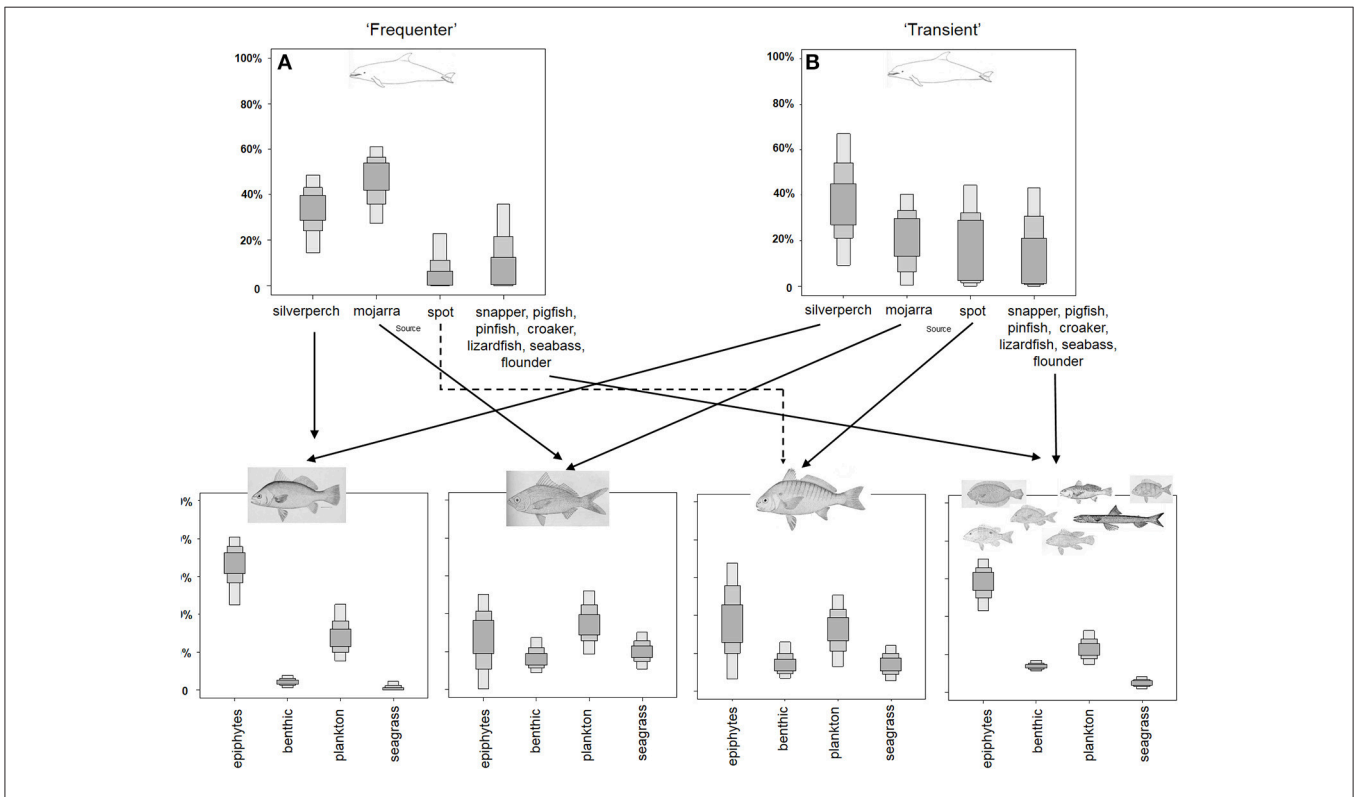 'Frequenter'
'Transient'
A
100%
80%
60%
40%
20%
0
silverperch
mojarra
spot
snapper, pigfish,
pinfish, croaker,
lizardfish, seabass,
flounder
Source
B
100%
80%
60%
40%
20%
0
silverperch
mojarra
spot
snapper, pigfish,
pinfish, croaker,
lizardfish, seabass,
flounder
Source
0
epiphytes
benthic
plankton
seagrass
epiphytes
benthic
plankton
seagrass
epiphytes
benthic
plankton
seagrass
epiphytes
benthic
plankton
seagrass